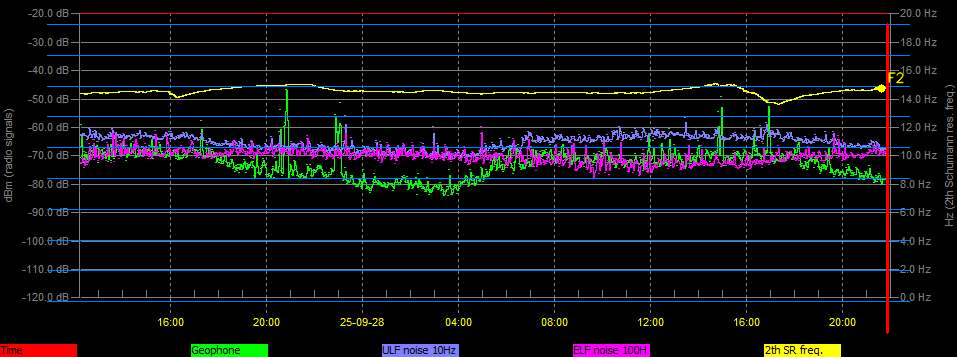 -20.0 dB 20.0 Hz
-30.0 dB 18.0 Hz
-40.0 dB 16.0 Hz
F2
-50.0 dB 14.0 Hz
-60.0 dB 12.0 Hz
-70.0 dB 10.0 Hz
-80.0 dB 8.0 Hz
-90.0 dB 6.0 Hz
-100.0 dB 4.0 Hz
-110.0 dB 2.0 Hz
-120.0 dB 0.0 Hz
dBm (radio signals)
Hz (2th Schumann res. freq.)
16:00 20:00 25-09-28 04:00 08:00 12:00 16:00 20:00
Time Geophone ULF noise 10Hz ELF noise 100H 2th SR freq.